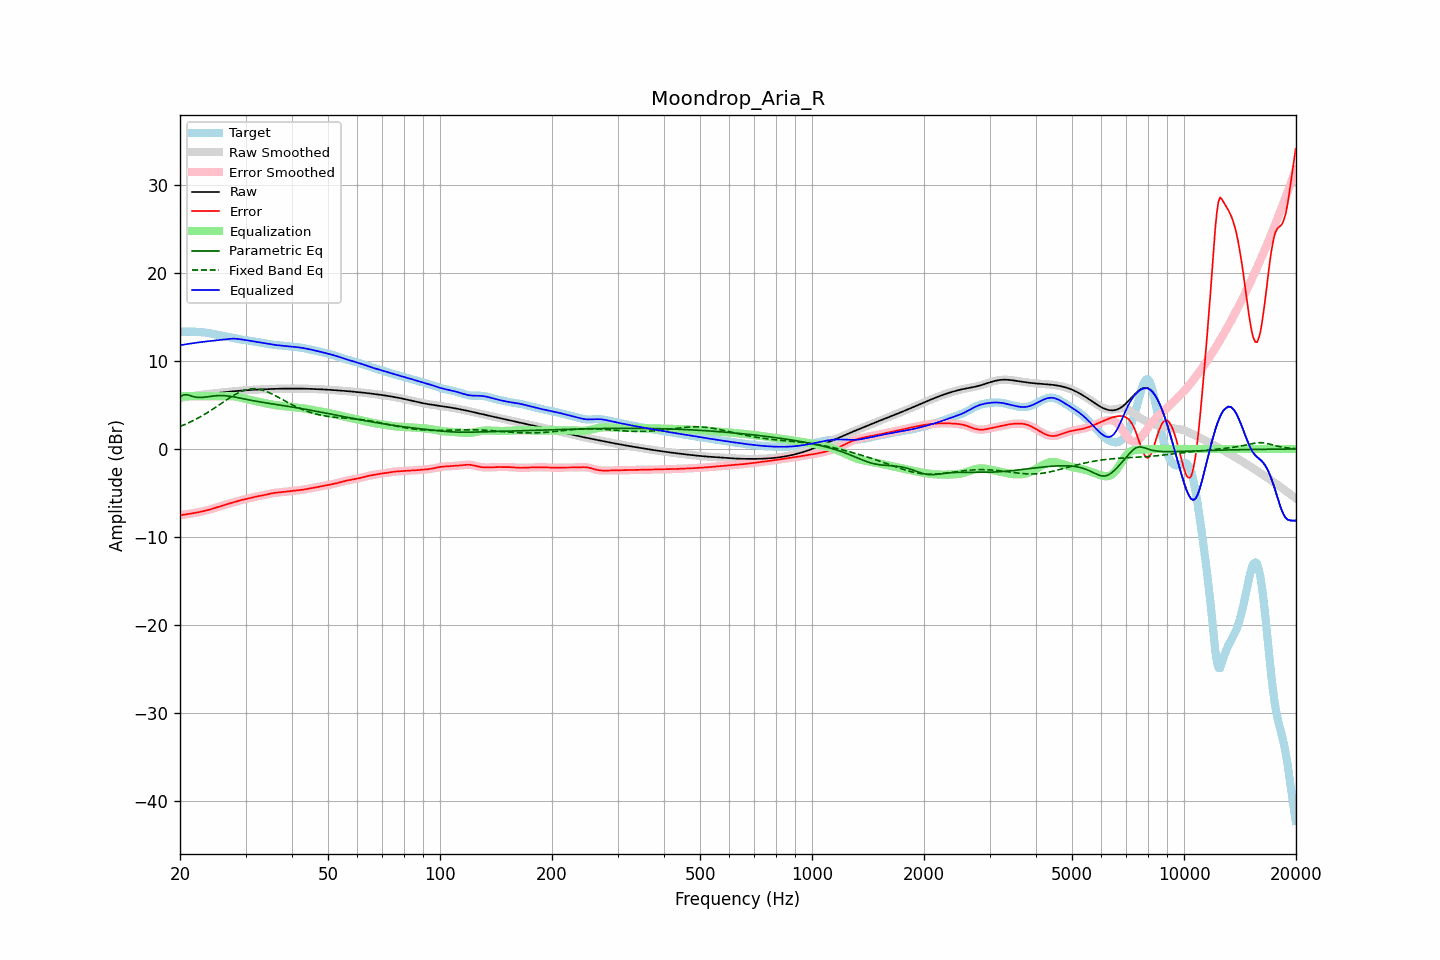 Moondrop_Aria_R
Target
Raw Smoothed
Error Smoothed
Raw
Error
Equalization
Parametric Eq
Fixed Band Eq
Equalized
30
20
10
0
−10
−20
−30
−40
Amplitude (dBr)
20 50 100 200 500 1000 2000 5000 10000 20000
Frequency (Hz)